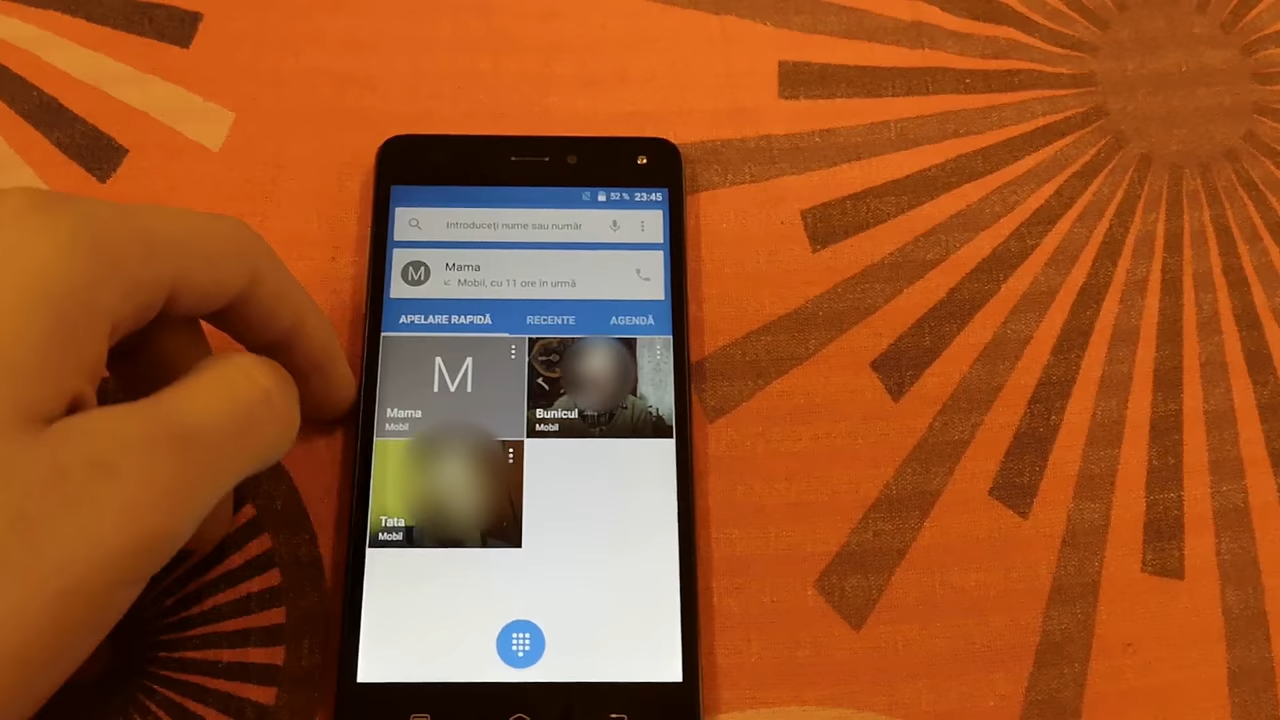 52 % 23:45
Introduceți nume sau număr
M
Mama
Mobil, cu 11 ore în urmă
APELARE RAPIDĂ RECENTE AGENDĂ
M
Mama
Mobil
Bunicul
Mobil
Tata
Mobil